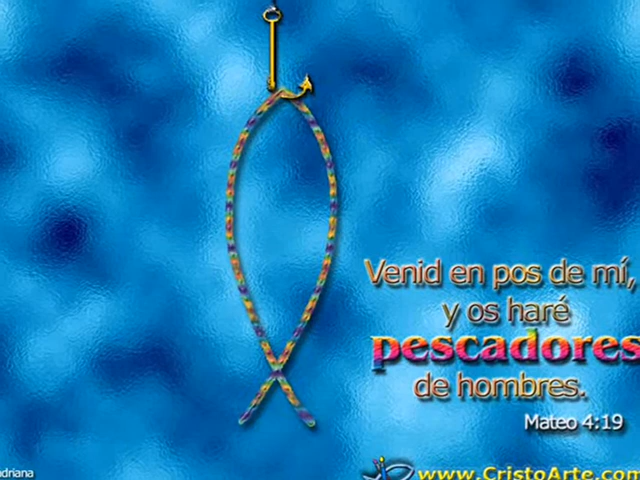 Venid en pos de mí,
y os haré
pescadores
de hombres.
Mateo 4:19
www.CristoArte.com